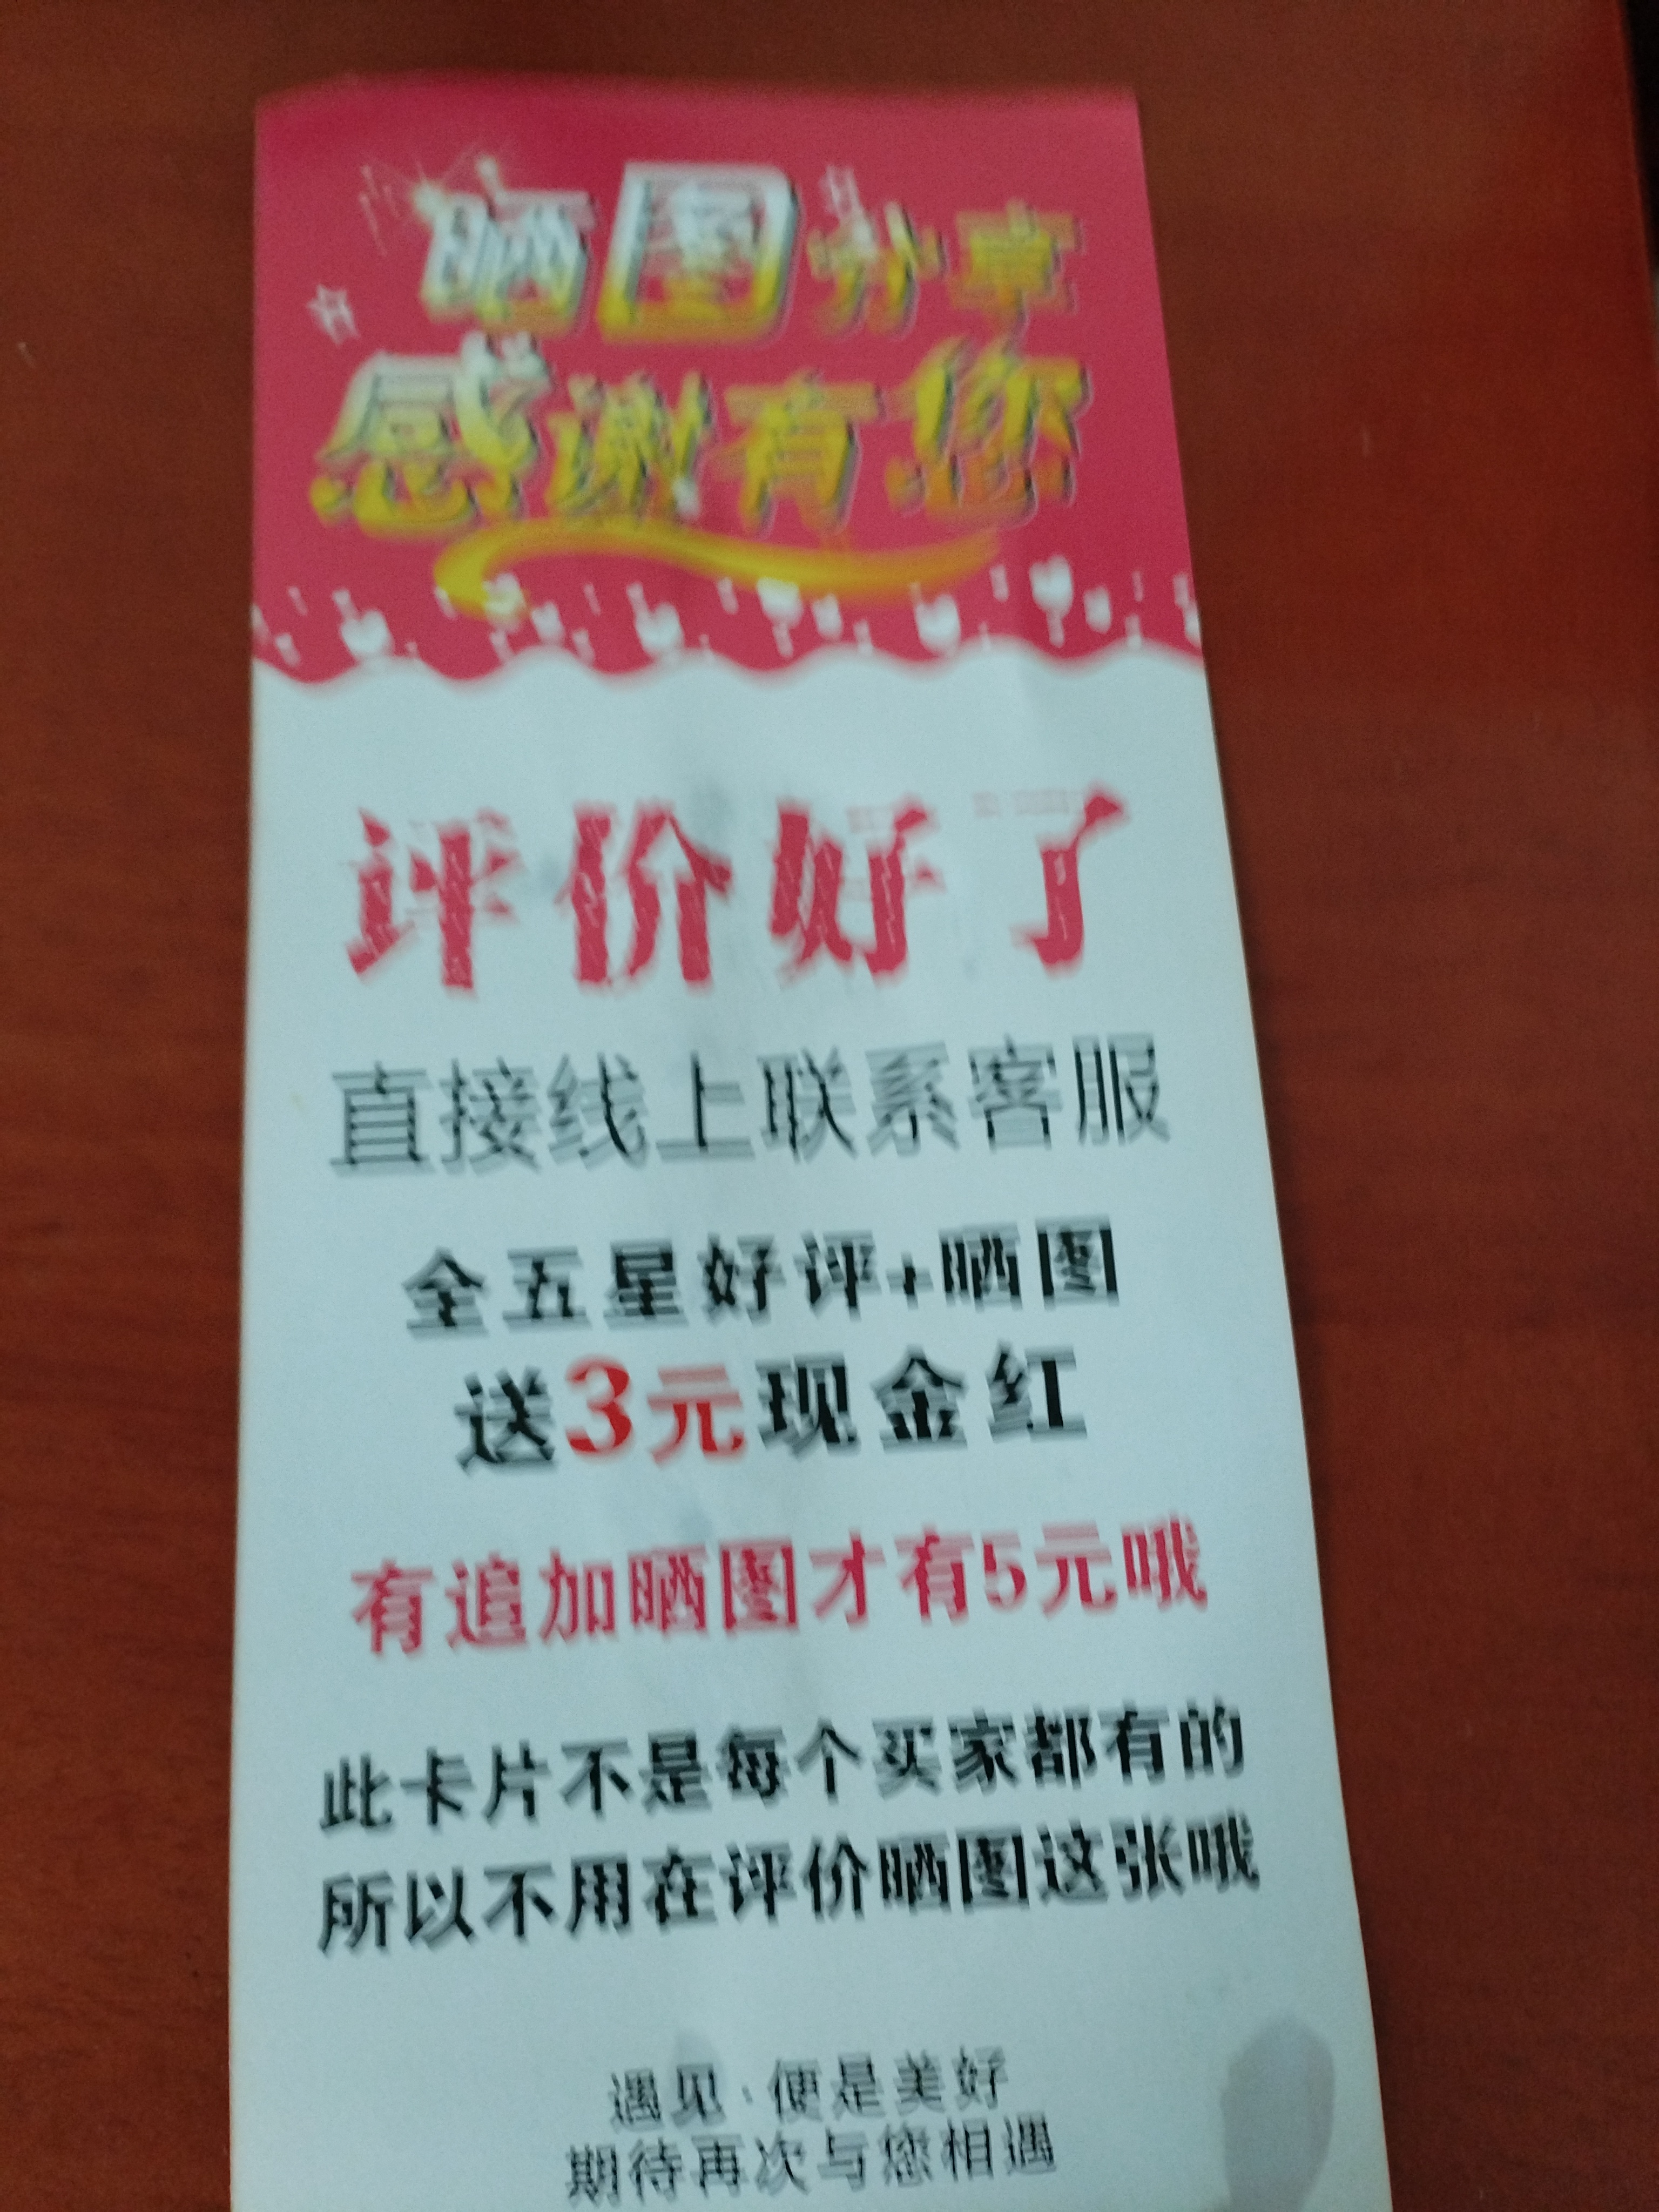 晒图分享
感谢有您
评价好了
直接线上联系客服
全五星好评+晒图
送3元现金红
有追加晒图才有5元哦
此卡片不是每个买家都有的
所以不用在评价晒图这张哦
遇见·便是美好
期待再次与您相遇